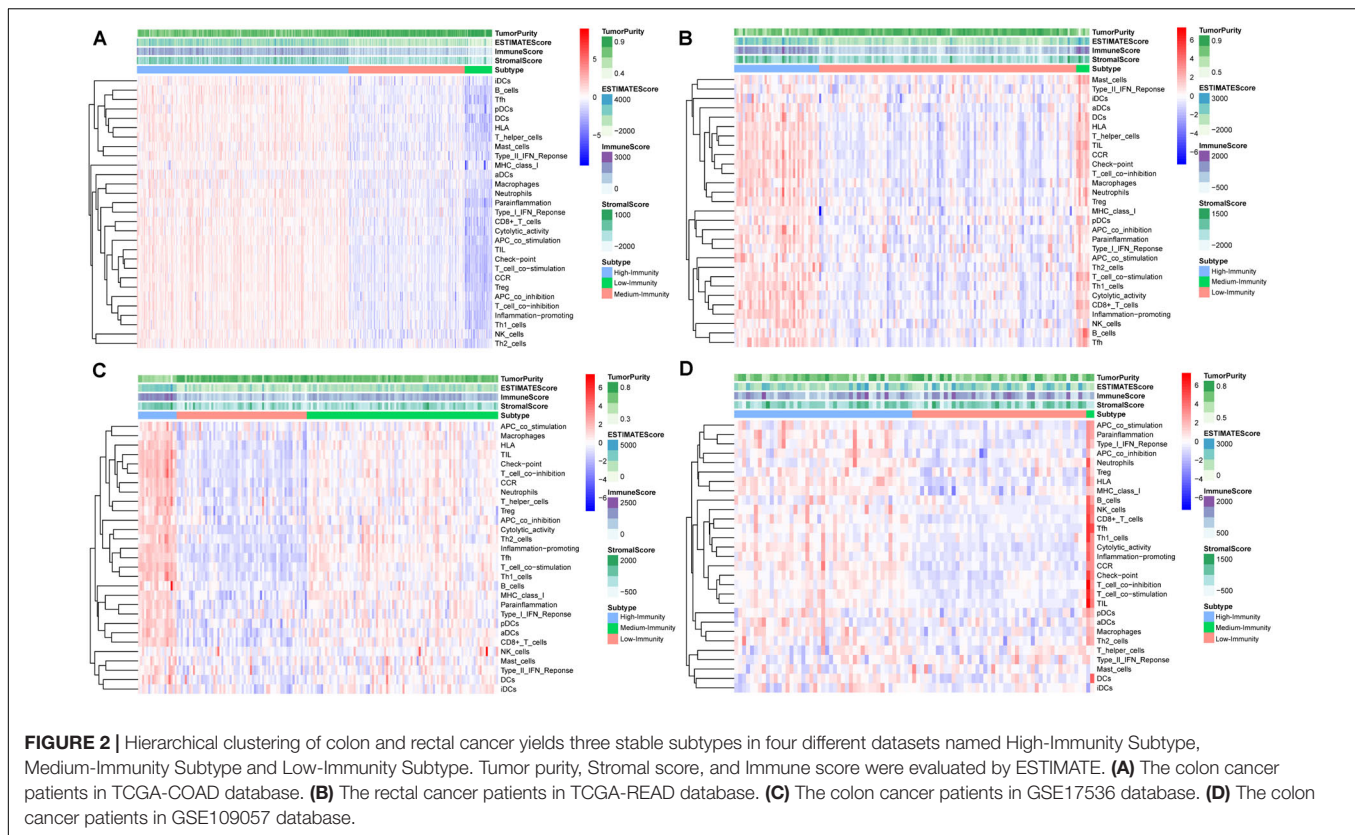 A
TumorPurity
ESTIMATEScore
ImmuneScore
StromalScore
Subtype
iDCs
B_cells
Tfh
pDCs
DCs
HLA
T_helper_cells
Mast_cells
Type_II_IFN_Reponse
MHC_class_I
aDCs
Macrophages
Neutrophils
Parainflammation
Type_I_IFN_Reponse
CD8+_T_cells
Cytolytic_activity
APC_co_stimulation
TIL
Check-point
T_cell_co-stimulation
CCR
Treg
APC_co_inhibition
T_cell_co-inhibition
Inflammation-promoting
Th1_cells
NK_cells
Th2_cells
5
0
−5
TumorPurity
0.9
0.4
ESTIMATEScore
4000
−2000
ImmuneScore
3000
0
StromalScore
1000
−2000
Subtype
High-Immunity
Low-Immunity
Medium-Immunity
B
TumorPurity
ESTIMATEScore
ImmuneScore
StromalScore
Subtype
Mast_cells
Type_II_IFN_Reponse
iDCs
aDCs
DCs
HLA
T_helper_cells
TIL
CCR
Check-point
T_cell_co-inhibition
Macrophages
Neutrophils
Treg
MHC_class_I
pDCs
APC_co_inhibition
Parainflammation
Type_I_IFN_Reponse
APC_co_stimulation
Th2_cells
T_cell_co-stimulation
Th1_cells
Cytolytic_activity
CD8+_T_cells
Inflammation-promoting
NK_cells
B_cells
Tfh
6
4
2
0
−2
−4
−6
TumorPurity
0.9
0.5
ESTIMATEScore
3000
−2000
ImmuneScore
2000
−500
StromalScore
1500
−2000
Subtype
High-Immunity
Medium-Immunity
Low-Immunity
C
TumorPurity
ESTIMATEScore
ImmuneScore
StromalScore
Subtype
APC_co_stimulation
Macrophages
HLA
TIL
Check-point
T_cell_co-inhibition
CCR
Neutrophils
T_helper_cells
Treg
APC_co_inhibition
Cytolytic_activity
Th2_cells
Inflammation-promoting
Tfh
T_cell_co-stimulation
Th1_cells
B_cells
MHC_class_I
Parainflammation
Type_I_IFN_Reponse
pDCs
aDCs
CD8+_T_cells
NK_cells
Mast_cells
Type_II_IFN_Reponse
DCs
iDCs
6
4
2
0
−2
−4
−6
TumorPurity
0.8
0.3
ESTIMATEScore
5000
0
ImmuneScore
2500
0
StromalScore
2000
−500
Subtype
High-Immunity
Medium-Immunity
Low-Immunity
D
TumorPurity
ESTIMATEScore
ImmuneScore
StromalScore
Subtype
APC_co_stimulation
Parainflammation
Type_I_IFN_Reponse
APC_co_inhibition
Neutrophils
Treg
HLA
MHC_class_I
B_cells
NK_cells
CD8+_T_cells
Tfh
Th1_cells
Cytolytic_activity
Inflammation-promoting
CCR
Check-point
T_cell_co-inhibition
T_cell_co-stimulation
TIL
pDCs
aDCs
Macrophages
Th2_cells
T_helper_cells
Type_II_IFN_Reponse
Mast_cells
DCs
iDCs
6
4
2
0
−2
−4
−6
TumorPurity
0.8
0.5
ESTIMATEScore
3000
500
ImmuneScore
2000
500
StromalScore
1500
−500
Subtype
High-Immunity
Medium-Immunity
Low-Immunity
FIGURE 2 | Hierarchical clustering of colon and rectal cancer yields three stable subtypes in four different datasets named High-Immunity Subtype,
Medium-Immunity Subtype and Low-Immunity Subtype. Tumor purity, Stromal score, and Immune score were evaluated by ESTIMATE. (A) The colon cancer
patients in TCGA-COAD database. (B) The rectal cancer patients in TCGA-READ database. (C) The colon cancer patients in GSE17536 database. (D) The colon
cancer patients in GSE109057 database.